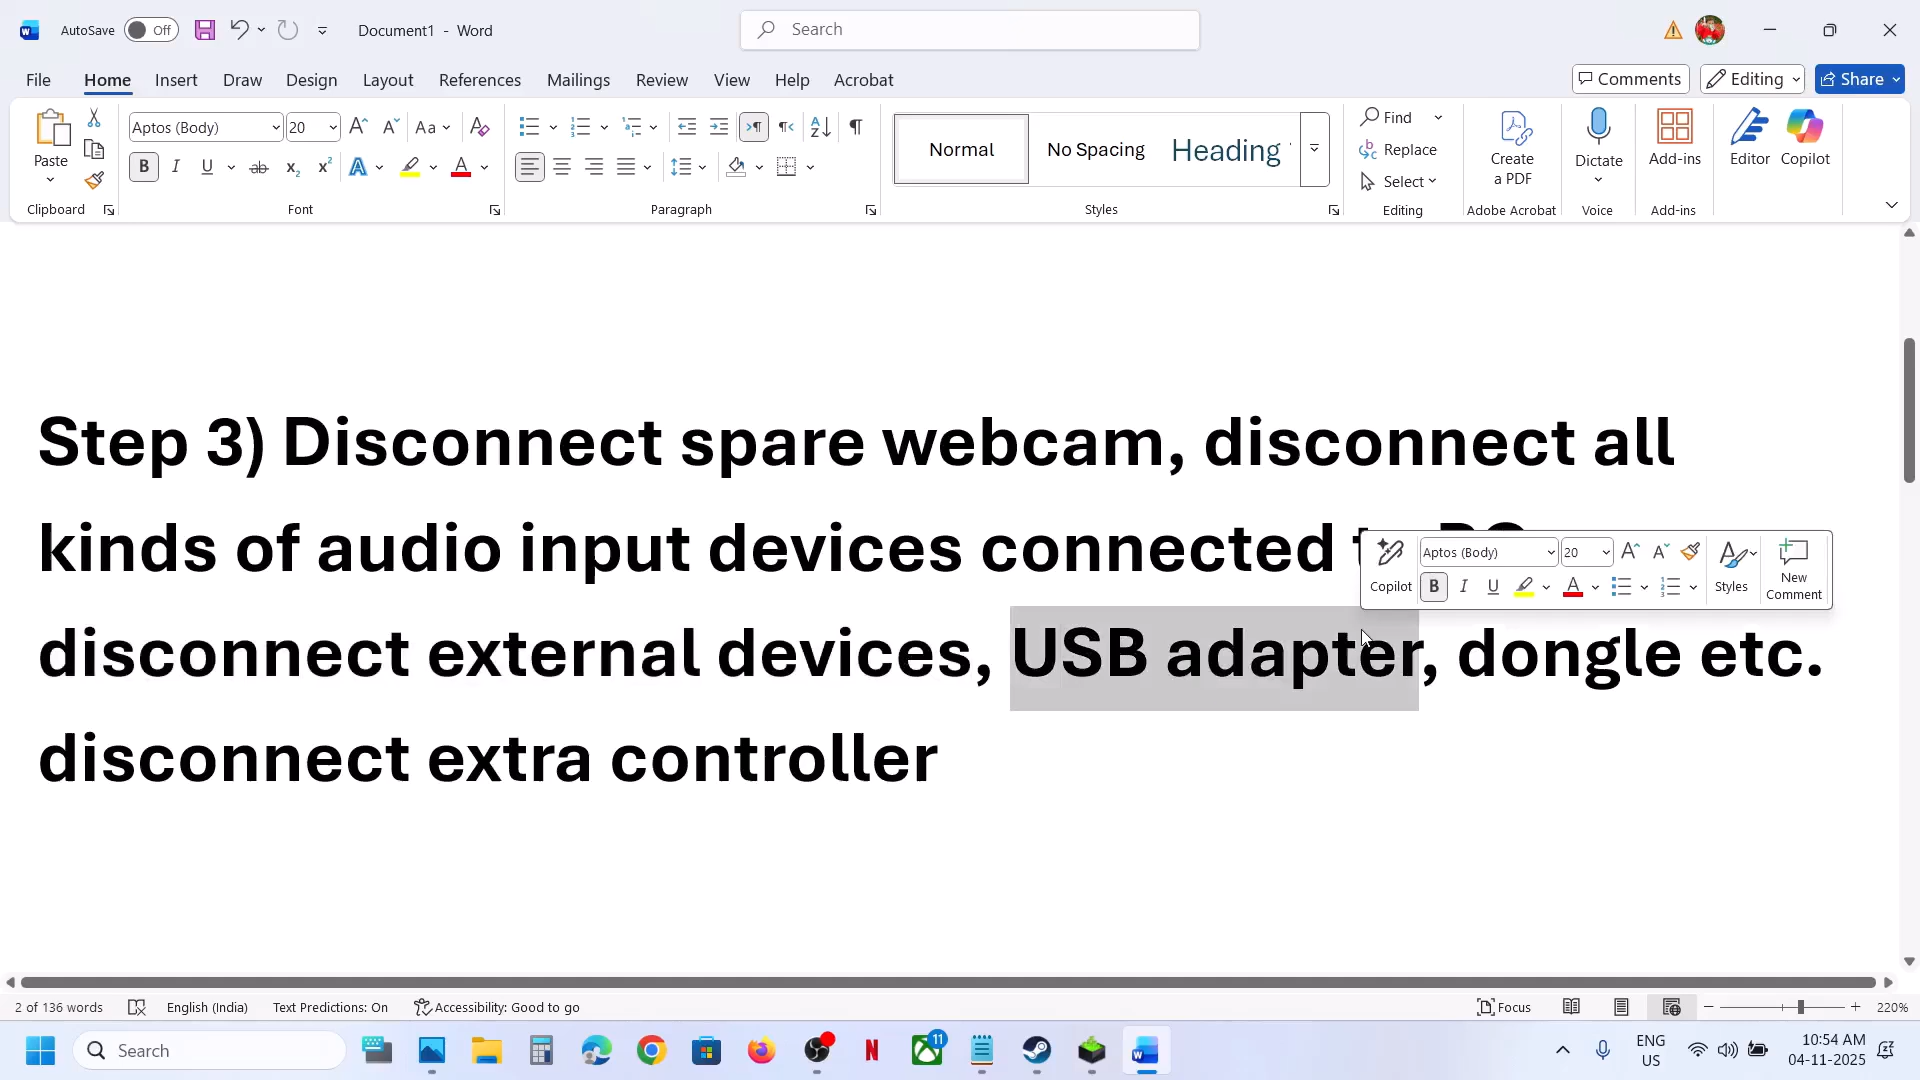 AutoSave Off Document1 - Word Search
File Home Insert Draw Design Layout References Mailings Review View Help Acrobat Comments Editing Share
Paste Aptos (Body) 20 Aa Normal No Spacing Heading Find Replace Select Create a PDF Dictate Add-ins Editor Copilot
Clipboard Font Paragraph Styles Editing Adobe Acrobat Voice Add-ins
Step 3) Disconnect spare webcam, disconnect all
kinds of audio input devices connected
disconnect external devices, USB adapter, dongle etc.
disconnect extra controller
Copilot Aptos (Body) 20 Styles New Comment
2 of 136 words English (India) Text Predictions: On Accessibility: Good to go Focus 220%
Search 11 ENG US 10:54 AM 04-11-2025